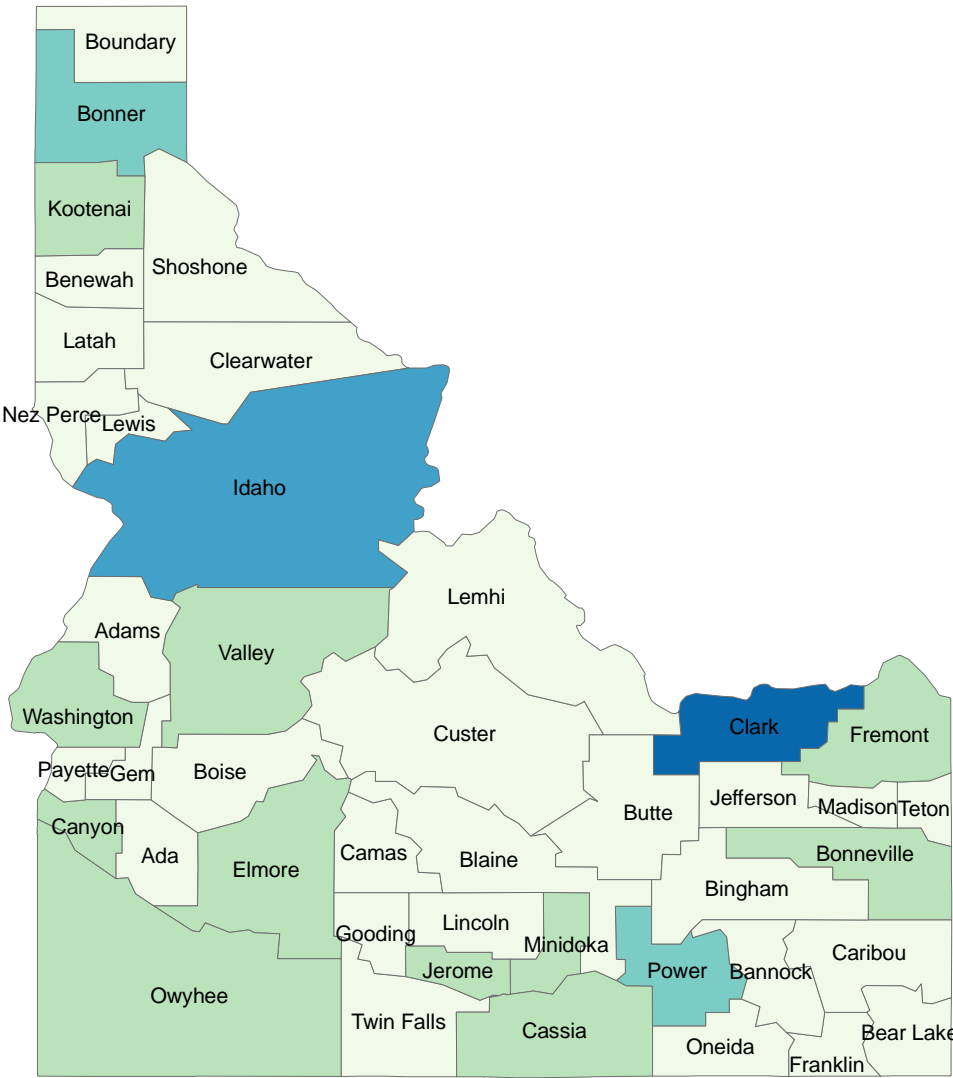 Boundary
Bonner
Kootenai
Shoshone
Benewah
Latah
Clearwater
Nez Perce
Lewis
Idaho
Lemhi
Adams
Valley
Washington
Custer
Clark
Fremont
Payette
Gem
Boise
Jefferson
Madison
Teton
Butte
Canyon
Ada
Camas
Blaine
Bonneville
Elmore
Bingham
Gooding
Lincoln
Minidoka
Caribou
Jerome
Power
Bannock
Owyhee
Twin Falls
Cassia
Bear Lake
Oneida
Franklin